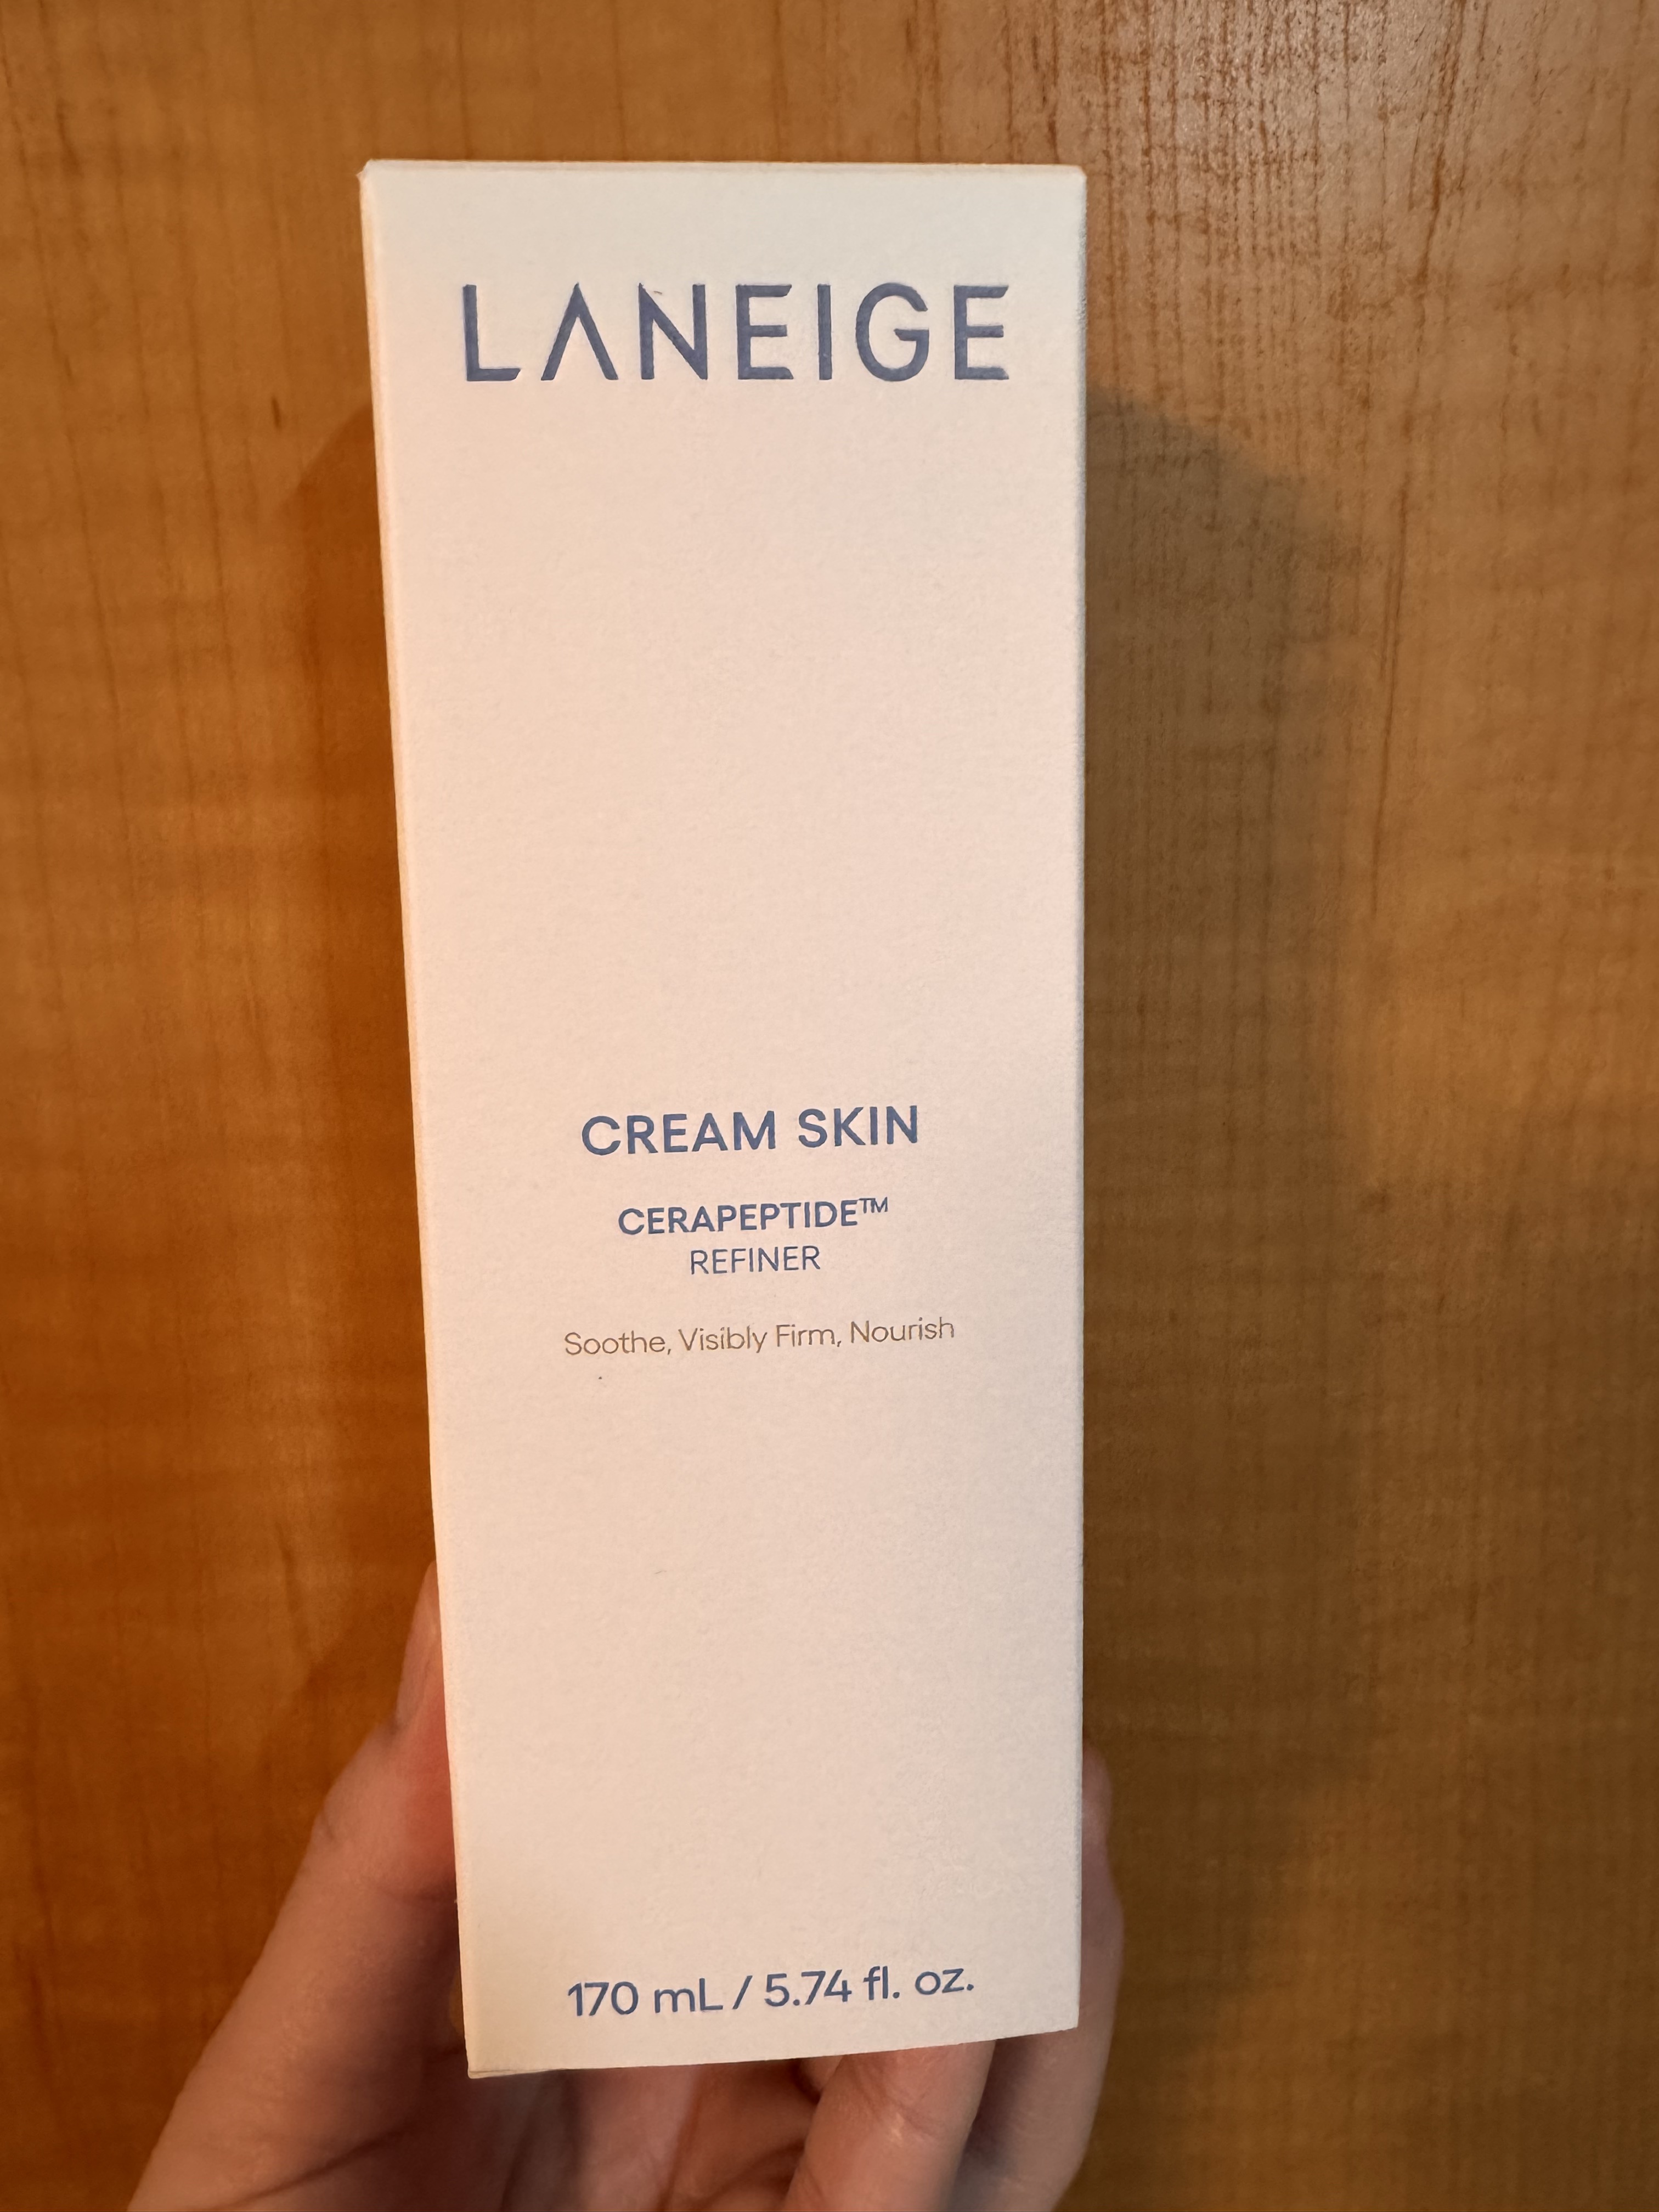 LANEIGE
CREAM SKIN
CERAPEPTIDE™
REFINER
Soothe, Visibly Firm, Nourish
170 mL / 5.74 fl. oz.